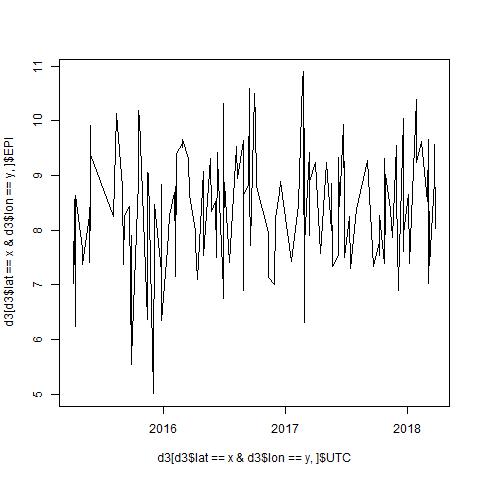 11
10
9
8
7
6
5
d3[d3$lat == x & d3$lon == y, ]$EPI
2016 2017 2018
d3[d3$lat == x & d3$lon == y, ]$UTC